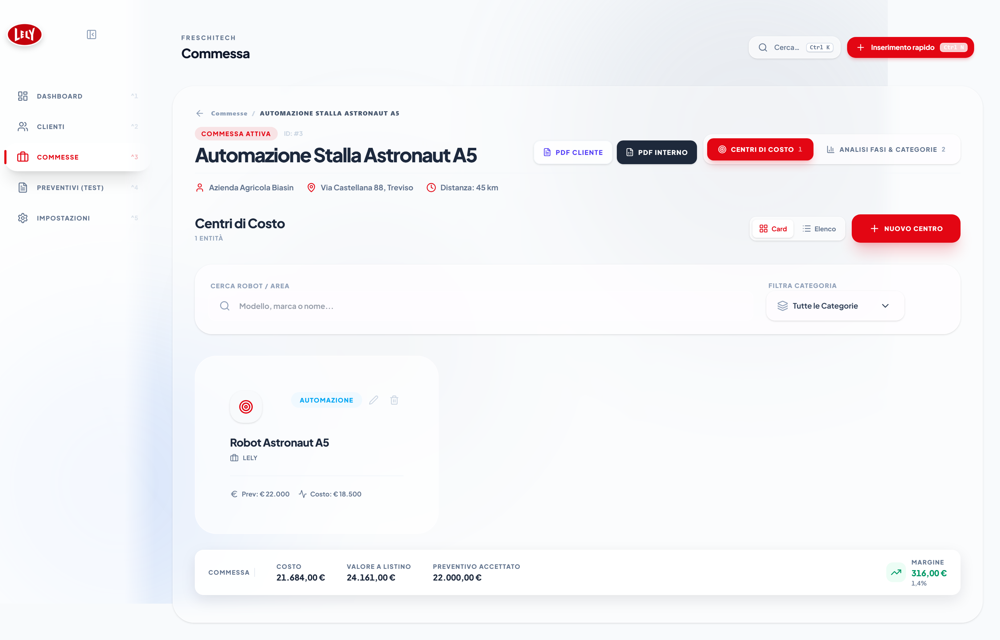 LELY
FRESCHITECH
Commessa
Cerca... Ctrl K
Inserimento rapido Ctrl N
DASHBOARD ^1
CLIENTI ^2
COMMESSE ^3
PREVENTIVI (TEST) ^4
IMPOSTAZIONI ^5
Commesse / AUTOMAZIONE STALLA ASTRONAUT A5
COMMESSA ATTIVA ID: #3
Automazione Stalla Astronaut A5
PDF CLIENTE
PDF INTERNO
CENTRI DI COSTO 1
ANALISI FASI & CATEGORIE 2
Azienda Agricola Biasin
Via Castellana 88, Treviso
Distanza: 45 km
Centri di Costo
1 ENTITÀ
Card
Elenco
NUOVO CENTRO
CERCA ROBOT / AREA
Modello, marca o nome...
FILTRA CATEGORIA
Tutte le Categorie
AUTOMAZIONE
Robot Astronaut A5
LELY
Prev: € 22.000
Costo: € 18.500
COMMESSA
COSTO
21.684,00 €
VALORE A LISTINO
24.161,00 €
PREVENTIVO ACCETTATO
22.000,00 €
MARGINE
316,00 €
1,4%